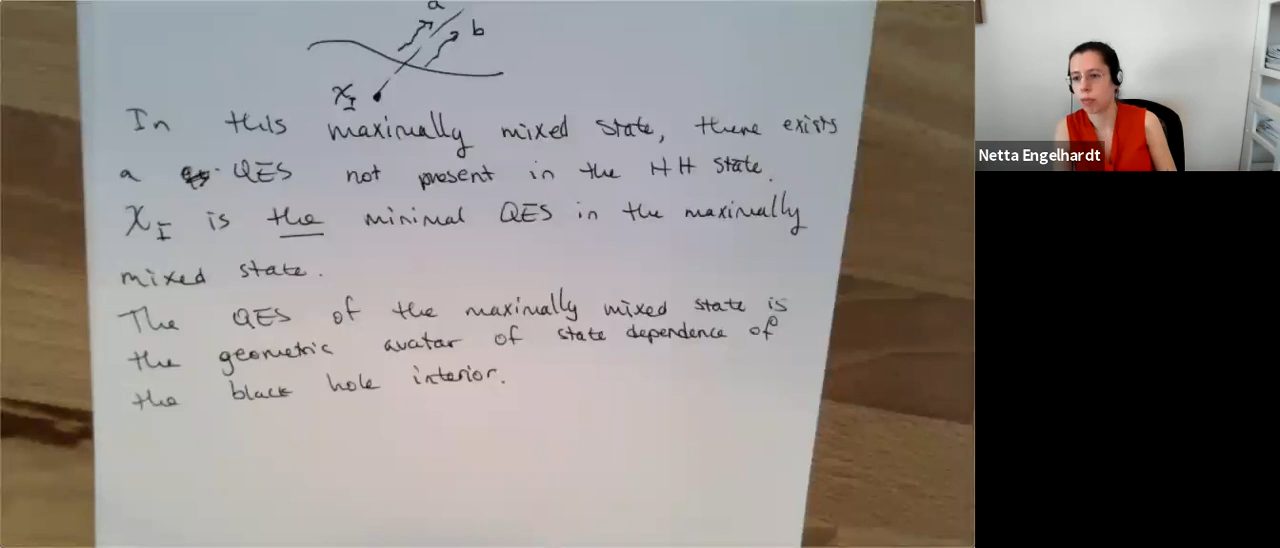 a
b
χ_I
In this maximally mixed state, there exists
a QES not present in the HH state.
χ_I is the minimal QES in the maximally
mixed state.
The QES of the maximally mixed state is
the geometric avatar of state dependence of
the black hole interior.
Netta Engelhardt